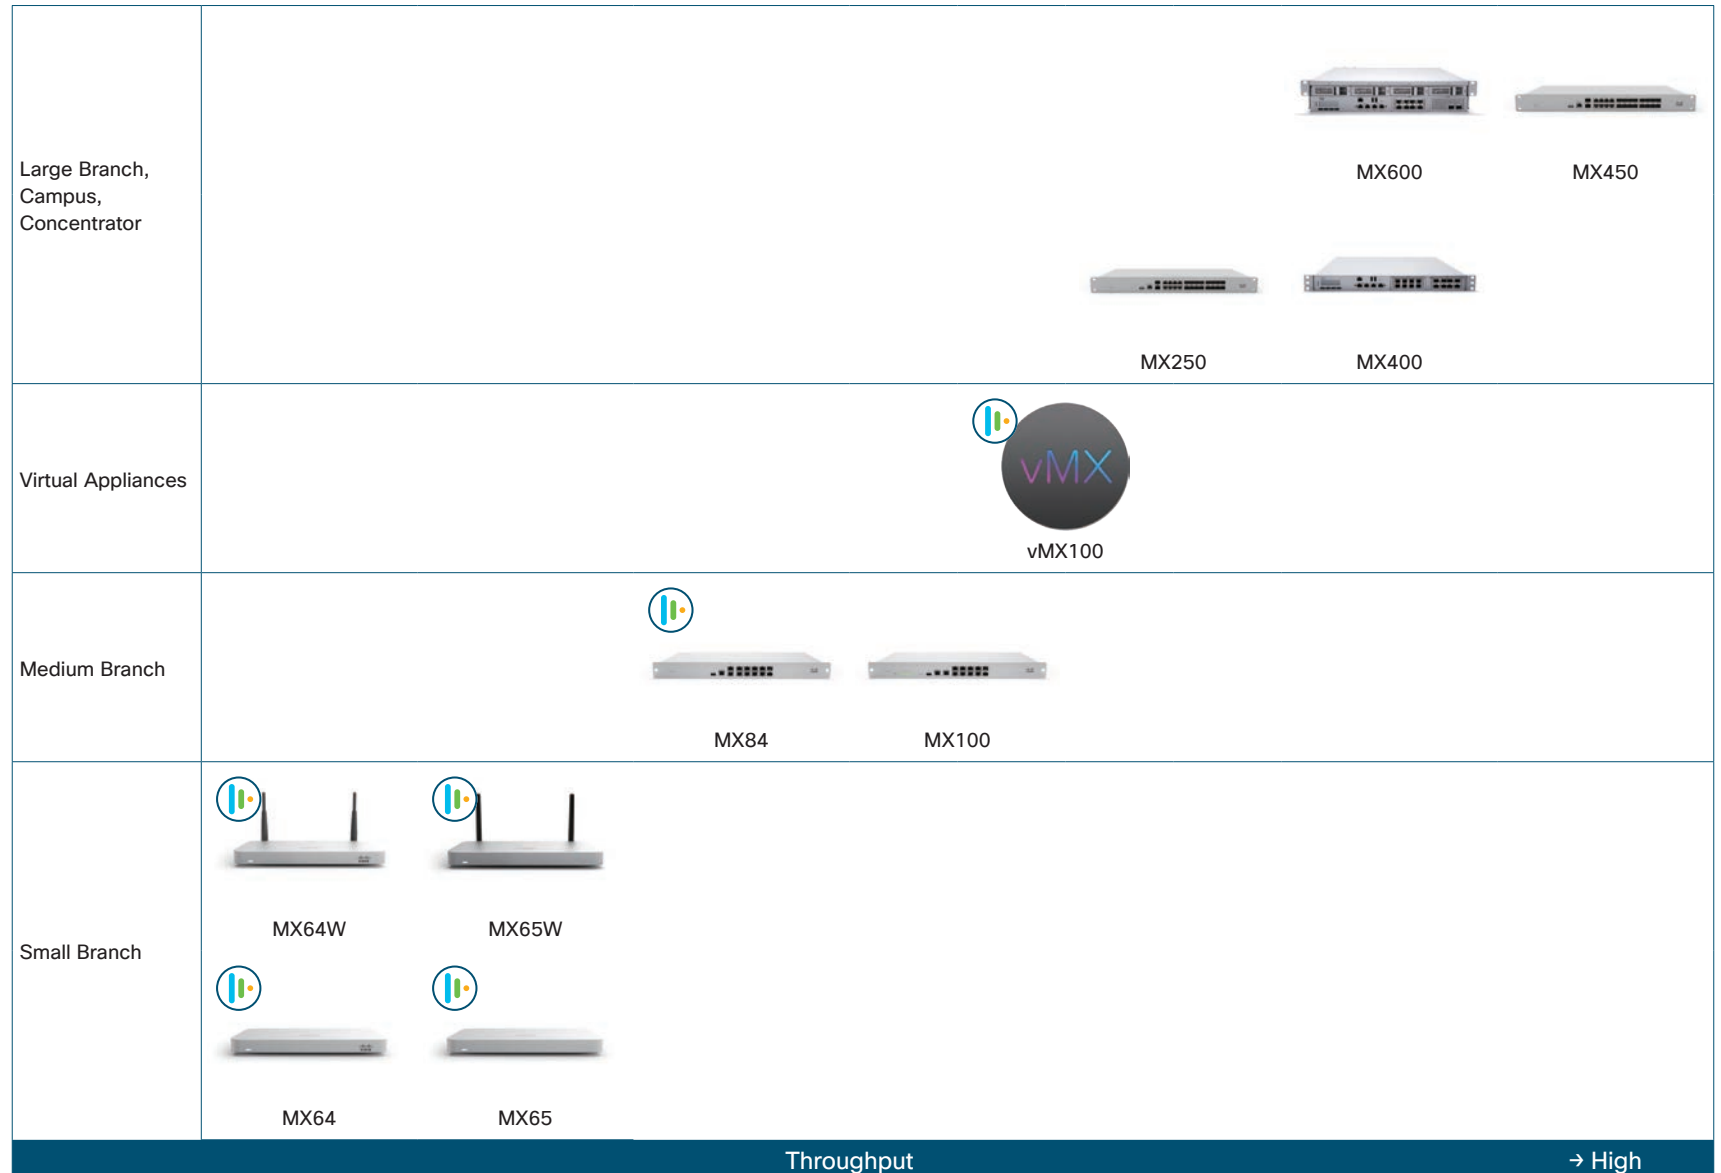 MX600
MX450
Large Branch,
Campus,
Concentrator
MX250
MX400
Virtual Appliances
vMX
vMX100
Medium Branch
MX84
MX100
MX64W
MX65W
Small Branch
MX64
MX65
Throughput
→ High